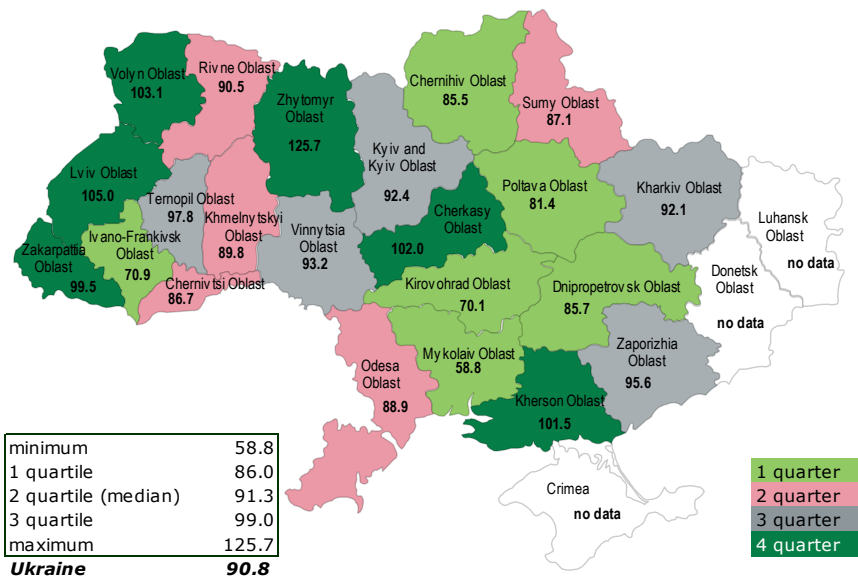 Volyn Oblast
103.1
Rivne Oblast
90.5
Zhytomyr
Oblast
125.7
Chernihiv Oblast
85.5
Sumy Oblast
87.1
Kyiv and
Kyiv Oblast
92.4
Lviv Oblast
105.0
Ternopil Oblast
97.8
Khmelnytskyi
Oblast
89.8
Poltava Oblast
81.4
Kharkiv Oblast
92.1
Luhansk
Oblast
no data
Zakarpattia
Oblast
99.5
Ivano-Frankivsk
Oblast
70.9
Vinnytsia
Oblast
93.2
Cherkasy
Oblast
102.0
Donetsk
Oblast
no data
Chernivtsi Oblast
86.7
Kirovohrad Oblast
70.1
Dnipropetrovsk Oblast
85.7
Odesa
Oblast
88.9
Mykolaiv Oblast
58.8
Zaporizhia
Oblast
95.6
Kherson Oblast
101.5
Crimea
no data
minimum 58.8
1 quartile 86.0
2 quartile (median) 91.3
3 quartile 99.0
maximum 125.7
Ukraine 90.8
1 quarter
2 quarter
3 quarter
4 quarter